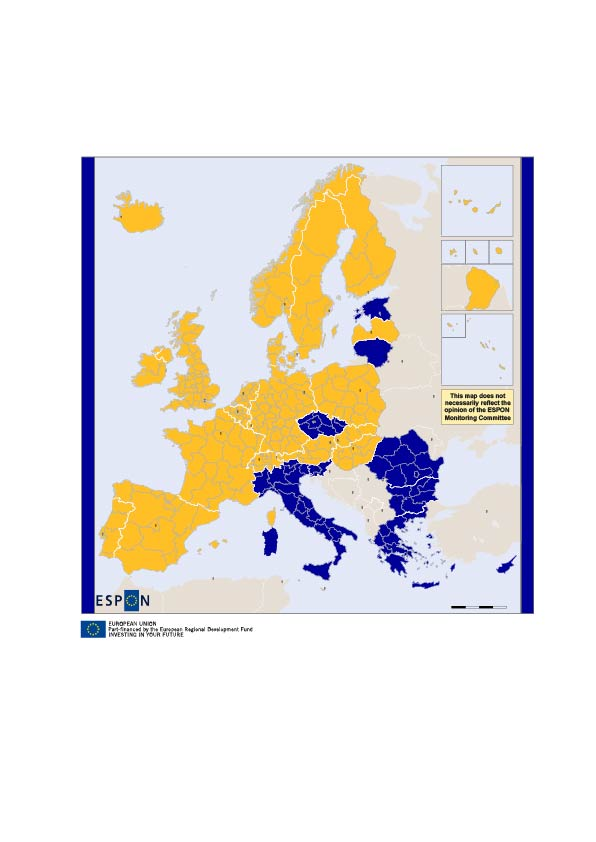 This map does not
necessarily reflect the
opinion of the ESPON
Monitoring Committee
ESPON
EUROPEAN UNION
Part-financed by the European Regional Development Fund
INVESTING IN YOUR FUTURE